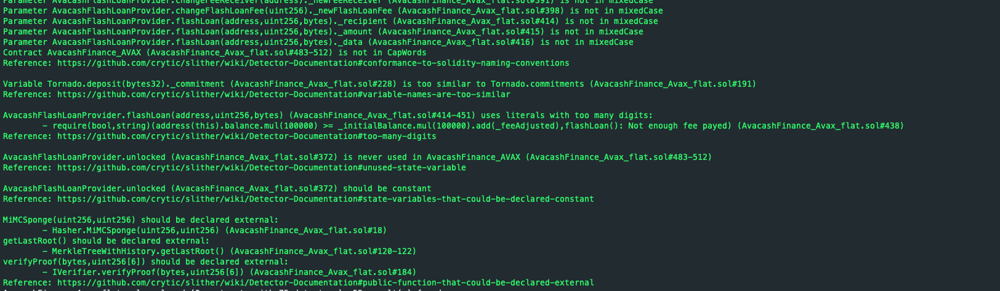 Parameter AvacashFlashLoanProvider.changeFeeReceiver(address)._newFeeReceiver (AvacashFinance_Avax_flat.sol#391) is not in mixedCase
Parameter AvacashFlashLoanProvider.changeFlashLoanFee(uint256)._newFlashLoanFee (AvacashFinance_Avax_flat.sol#398) is not in mixedCase
Parameter AvacashFlashLoanProvider.flashLoan(address,uint256,bytes)._recipient (AvacashFinance_Avax_flat.sol#414) is not in mixedCase
Parameter AvacashFlashLoanProvider.flashLoan(address,uint256,bytes)._amount (AvacashFinance_Avax_flat.sol#415) is not in mixedCase
Parameter AvacashFlashLoanProvider.flashLoan(address,uint256,bytes)._data (AvacashFinance_Avax_flat.sol#416) is not in mixedCase
Contract AvacashFinance_AVAX (AvacashFinance_Avax_flat.sol#483-512) is not in CapWords
Reference: https://github.com/crytic/slither/wiki/Detector-Documentation#conformance-to-solidity-naming-conventions
Variable Tornado.deposit(bytes32)._commitment (AvacashFinance_Avax_flat.sol#228) is too similar to Tornado.commitments (AvacashFinance_Avax_flat.sol#191)
Reference: https://github.com/crytic/slither/wiki/Detector-Documentation#variable-names-are-too-similar
AvacashFlashLoanProvider.flashLoan(address,uint256,bytes) (AvacashFinance_Avax_flat.sol#414-451) uses literals with too many digits:
- require(bool,string)(address(this).balance.mul(100000) >= _initialBalance.mul(100000).add(_feeAdjusted),flashLoan(): Not enough fee payed) (AvacashFinance_Avax_flat.sol#438)
Reference: https://github.com/crytic/slither/wiki/Detector-Documentation#too-many-digits
AvacashFlashLoanProvider.unlocked (AvacashFinance_Avax_flat.sol#372) is never used in AvacashFinance_AVAX (AvacashFinance_Avax_flat.sol#483-512)
Reference: https://github.com/crytic/slither/wiki/Detector-Documentation#unused-state-variable
AvacashFlashLoanProvider.unlocked (AvacashFinance_Avax_flat.sol#372) should be constant
Reference: https://github.com/crytic/slither/wiki/Detector-Documentation#state-variables-that-could-be-declared-constant
MiMCSponge(uint256,uint256) should be declared external:
- Hasher.MiMCSponge(uint256,uint256) (AvacashFinance_Avax_flat.sol#18)
getLastRoot() should be declared external:
- MerkleTreeWithHistory.getLastRoot() (AvacashFinance_Avax_flat.sol#120-122)
verifyProof(bytes,uint256[6]) should be declared external:
- IVerifier.verifyProof(bytes,uint256[6]) (AvacashFinance_Avax_flat.sol#184)
Reference: https://github.com/crytic/slither/wiki/Detector-Documentation#public-function-that-could-be-declared-external